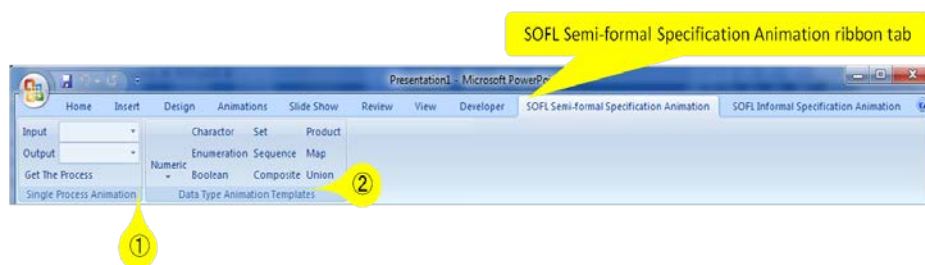 SOFL Semi-formal Specification Animation ribbon tab
Presentation1 - Microsoft PowerPo
Home Insert Design Animations Slide Show Review View Developer SOFL Semi-formal Specification Animation SOFL Informal Specification Animation
Input Charactor Set Product
Output Enumeration Sequence Map
Numeric
Get The Process Boolean Composite Union
Single Process Animation Data Type Animation Templates
②
①